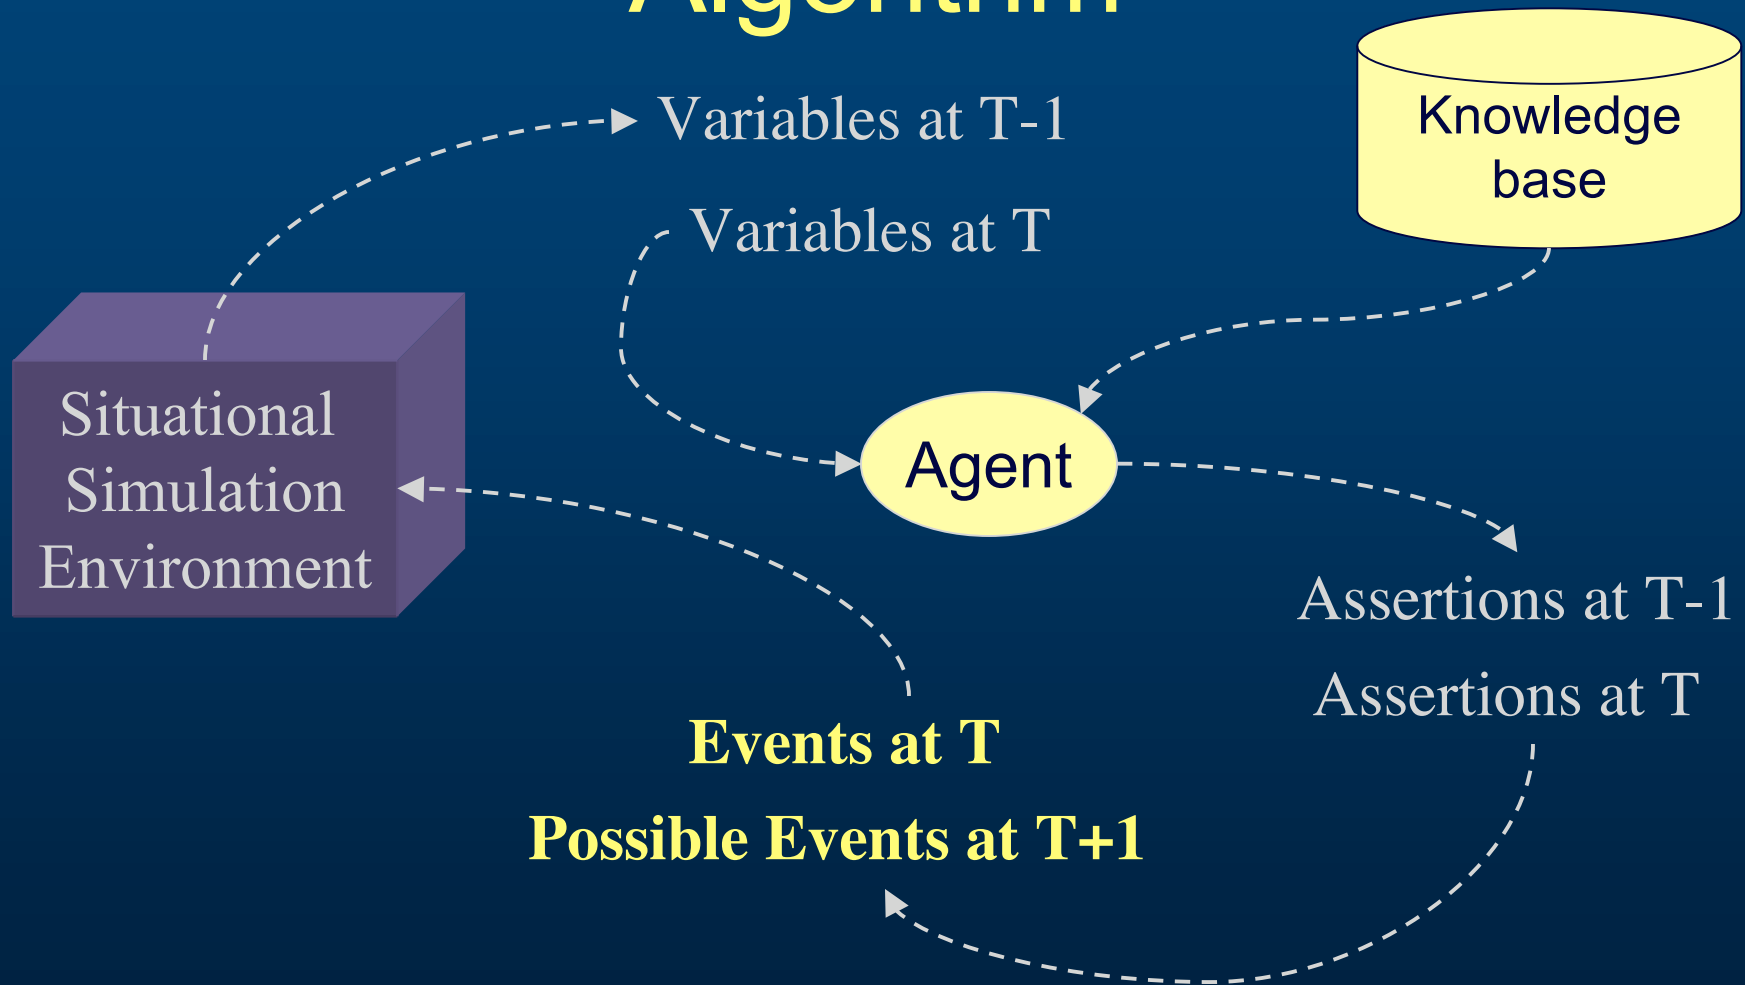 Algorithm
Variables at T-1
Knowledge
base
Variables at T
Situational
Simulation
Environment
Agent
Assertions at T-1
Assertions at T
Events at T
Possible Events at T+1